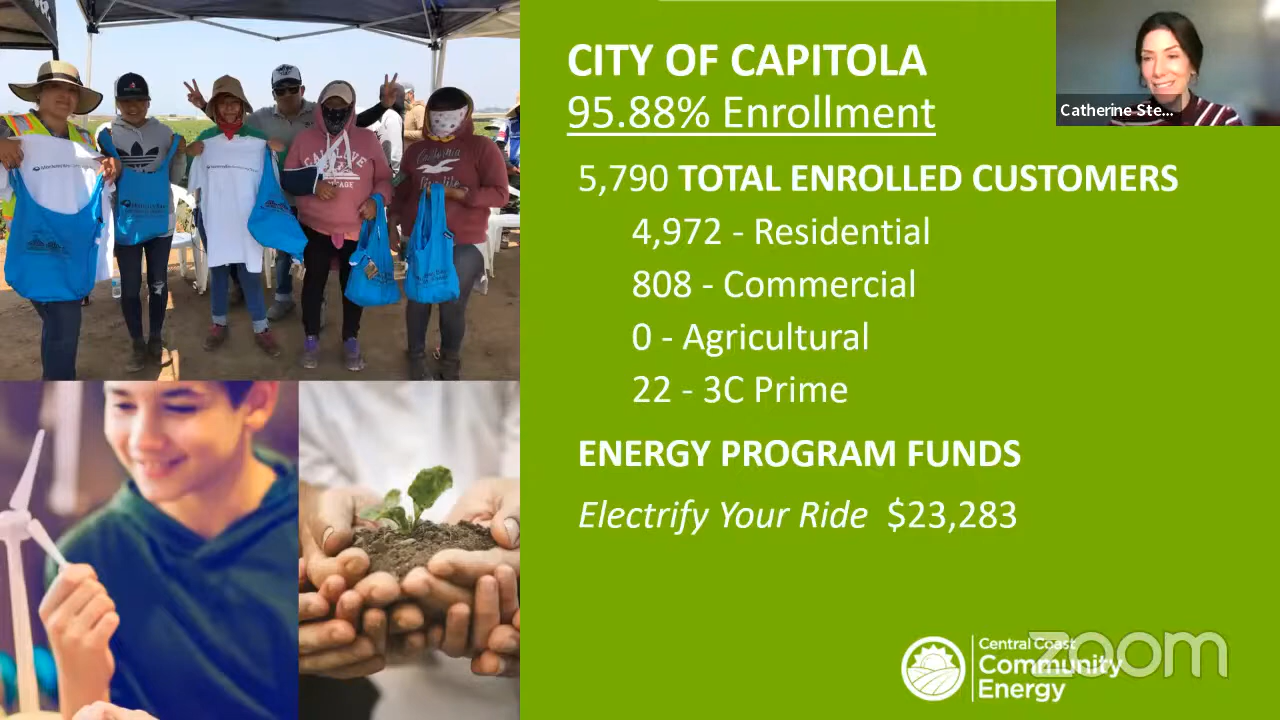 CITY OF CAPITOLA
95.88% Enrollment
Catherine Ste...
5,790 TOTAL ENROLLED CUSTOMERS
4,972 - Residential
808 - Commercial
0 - Agricultural
22 - 3C Prime
ENERGY PROGRAM FUNDS
Electrify Your Ride $23,283
Central Coast
Community
Energy
zoom